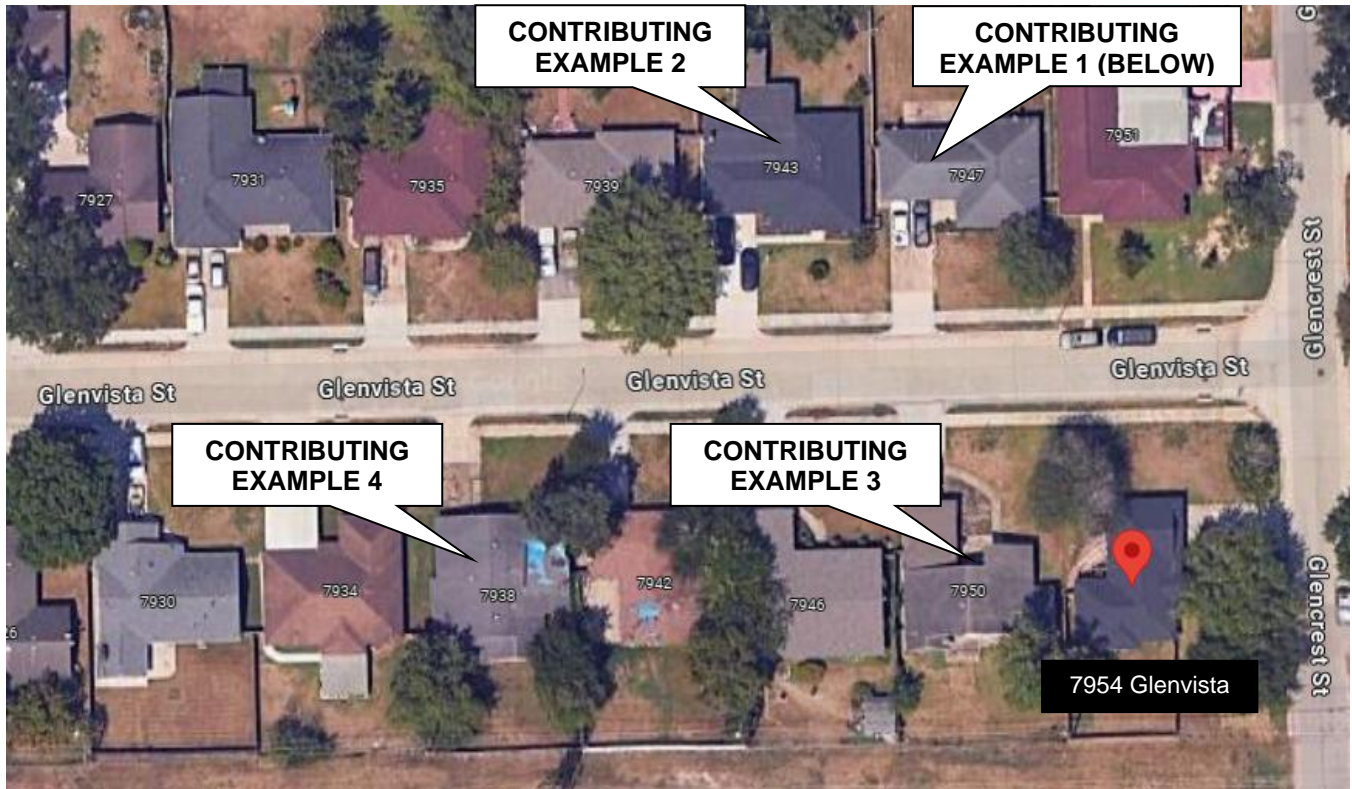 CONTRIBUTING
EXAMPLE 2
CONTRIBUTING
EXAMPLE 1 (BELOW)
7927
7931
7935
7939
7943
7947
7951
Glencrest St
Glenvista St
Glenvista St
Glenvista St
Glenvista St
CONTRIBUTING
EXAMPLE 4
CONTRIBUTING
EXAMPLE 3
7930
7934
7938
7942
7946
7950
7954 Glenvista
Glencrest St